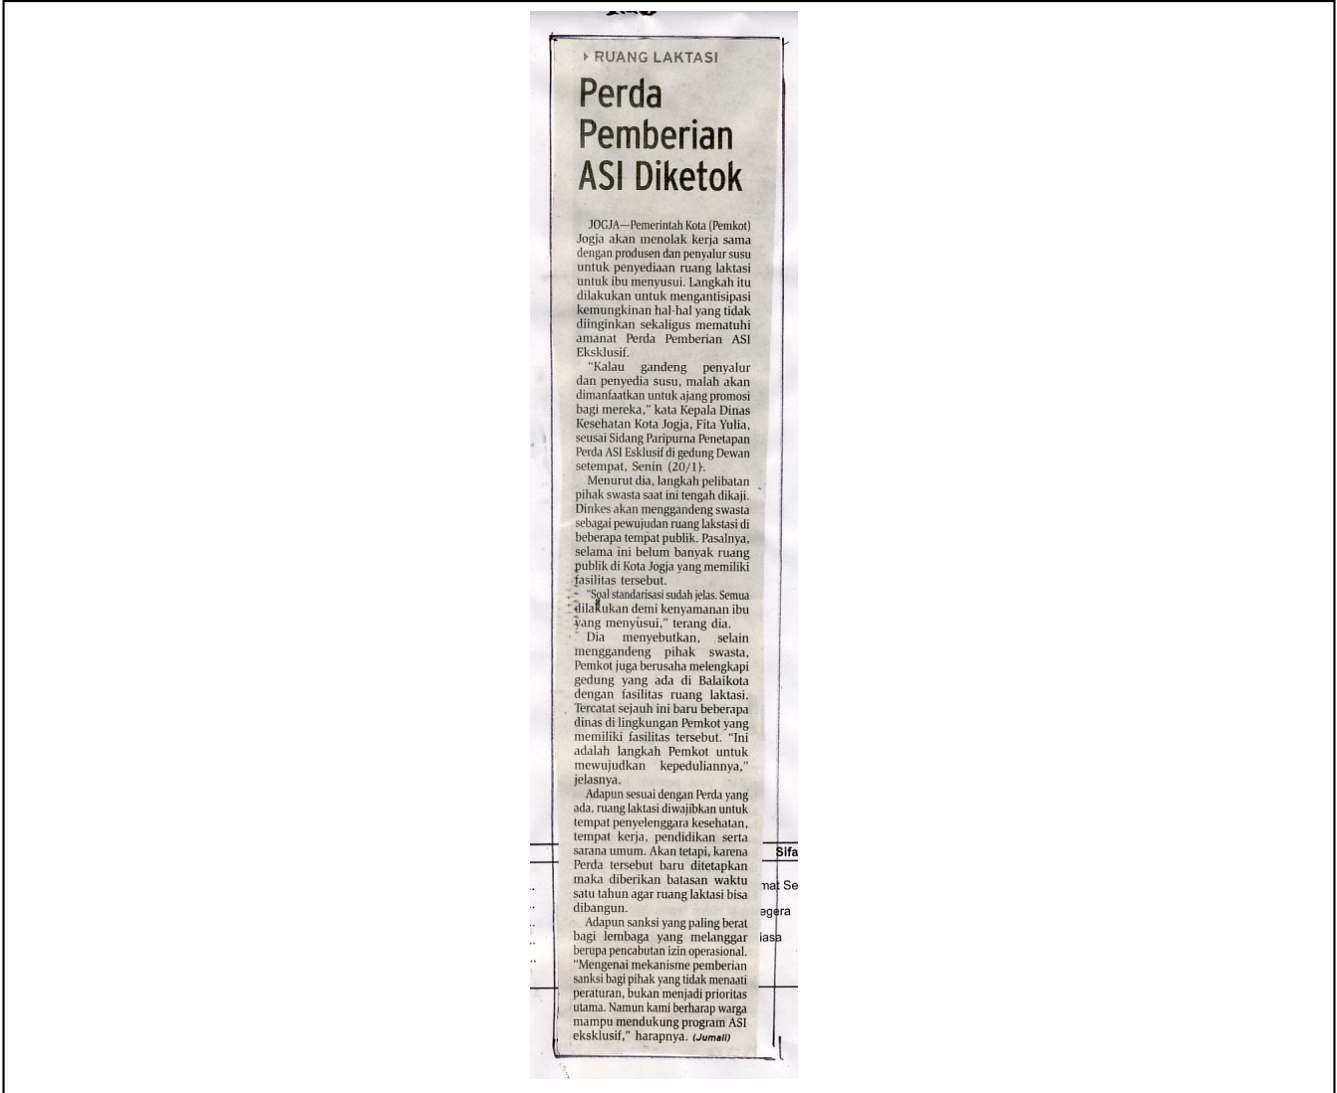 RUANG LAKTASI
Perda
Pemberian
ASI Diketok
JOGJA—Pemerintah Kota (Pemkot)
Jogja akan menolak kerja sama
dengan produsen dan penyalur susu
untuk penyediaan ruang laktasi
untuk ibu menyusui. Langkah itu
dilakukan untuk mengantisipasi
kemungkinan hal-hal yang tidak
diinginkan sekaligus mematuhi
amanat Perda Pemberian ASI
Eksklusif.
“Kalau gandeng penyalur
dan penyedia susu, malah akan
dimanfaatkan untuk ajang promosi
bagi mereka,” kata Kepala Dinas
Kesehatan Kota Jogja, Fita Yulia,
seusai Sidang Paripurna Penetapan
Perda ASI Esklusif di gedung Dewan
setempat, Senin (20/1).
Menurut dia, langkah pelibatan
pihak swasta saat ini tengah dikaji.
Dinkes akan menggandeng swasta
sebagai pewujudan ruang lakstasi di
beberapa tempat publik. Pasalnya,
selama ini belum banyak ruang
publik di Kota Jogja yang memiliki
fasilitas tersebut.
“Soal standarisasi sudah jelas. Semua
dilakukan demi kenyamanan ibu
yang menyusui,” terang dia.
Dia menyebutkan, selain
menggandeng pihak swasta,
Pemkot juga berusaha melengkapi
gedung yang ada di Balaikota
dengan fasilitas ruang laktasi.
Tercatat sejauh ini baru beberapa
dinas di lingkungan Pemkot yang
memiliki fasilitas tersebut. “Ini
adalah langkah Pemkot untuk
mewujudkan kepeduliannya,”
jelasnya.
Adapun sesuai dengan Perda yang
ada, ruang laktasi diwajibkan untuk
tempat penyelenggara kesehatan,
tempat kerja, pendidikan serta
sarana umum. Akan tetapi, karena
Perda tersebut baru ditetapkan
maka diberikan batasan waktu
satu tahun agar ruang laktasi bisa
dibangun.
Adapun sanksi yang paling berat
bagi lembaga yang melanggar
berupa pencabutan izin operasional.
“Mengenai mekanisme pemberian
sanksi bagi pihak yang tidak menaati
peraturan, bukan menjadi prioritas
utama. Namun kami berharap warga
mampu mendukung program ASI
eksklusif,” harapnya. (Jumali)
Sifa
mat Se
egera
iasa